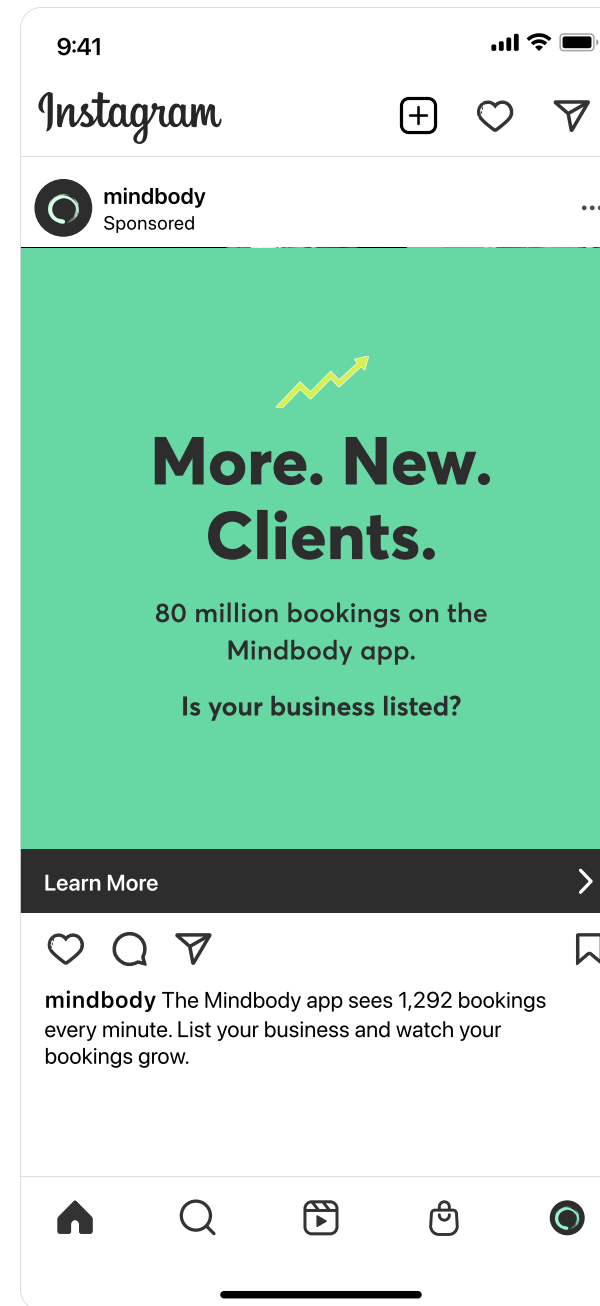 9:41
Instagram
mindbody
Sponsored
More. New.
Clients.
80 million bookings on the
Mindbody app.
Is your business listed?
Learn More
mindbody The Mindbody app sees 1,292 bookings
every minute. List your business and watch your
bookings grow.